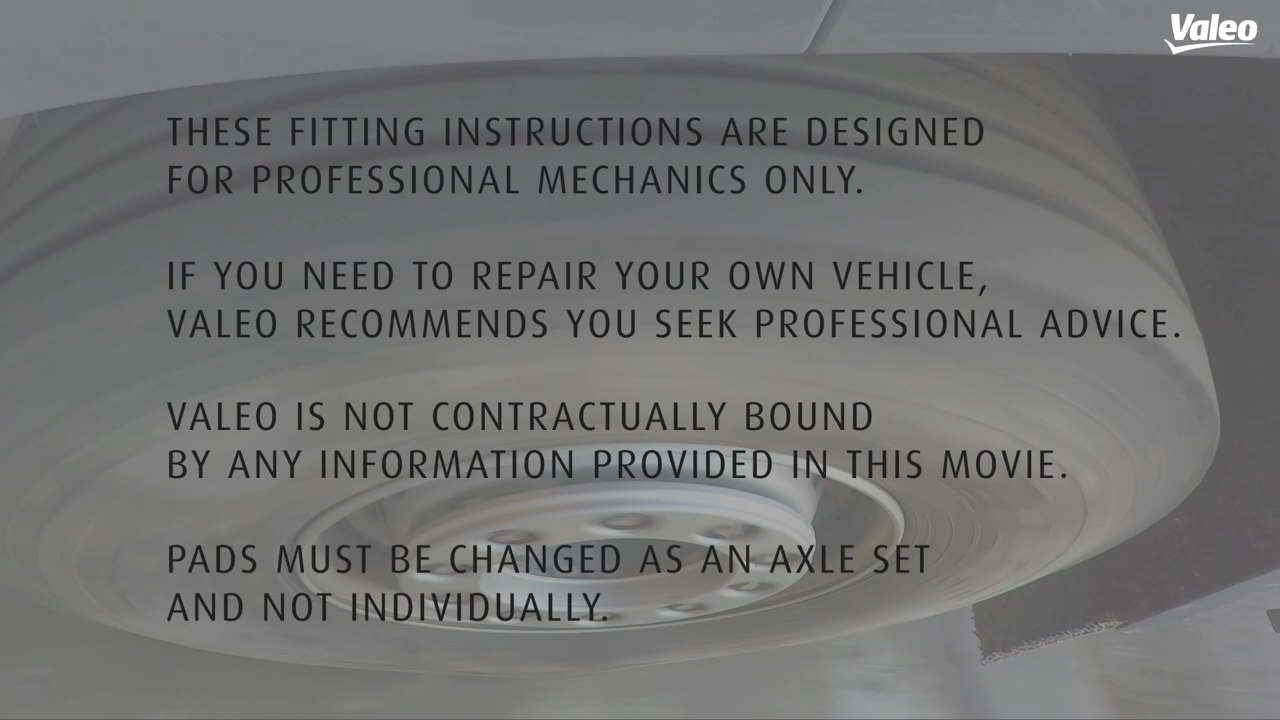 Valeo
THESE FITTING INSTRUCTIONS ARE DESIGNED
FOR PROFESSIONAL MECHANICS ONLY.
IF YOU NEED TO REPAIR YOUR OWN VEHICLE,
VALEO RECOMMENDS YOU SEEK PROFESSIONAL ADVICE.
VALEO IS NOT CONTRACTUALLY BOUND
BY ANY INFORMATION PROVIDED IN THIS MOVIE.
PADS MUST BE CHANGED AS AN AXLE SET
AND NOT INDIVIDUALLY.